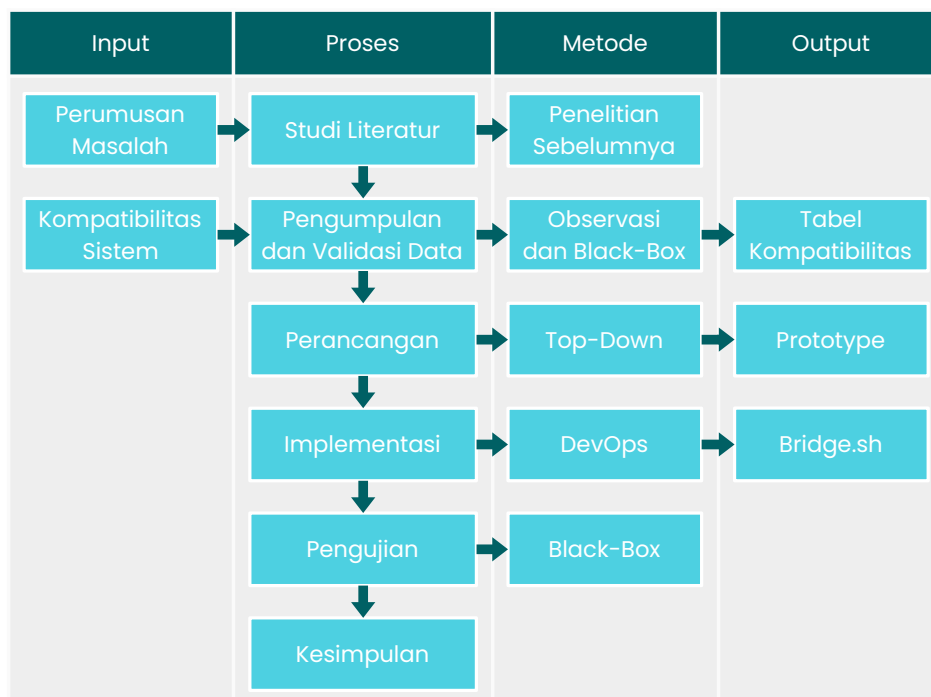 Input
Proses
Metode
Output
Perumusan
Masalah
Studi Literatur
Penelitian
Sebelumnya
Kompatibilitas
Sistem
Pengumpulan
dan Validasi Data
Observasi
dan Black-Box
Tabel
Kompatibilitas
Perancangan
Top-Down
Prototype
Implementasi
DevOps
Bridge.sh
Pengujian
Black-Box
Kesimpulan